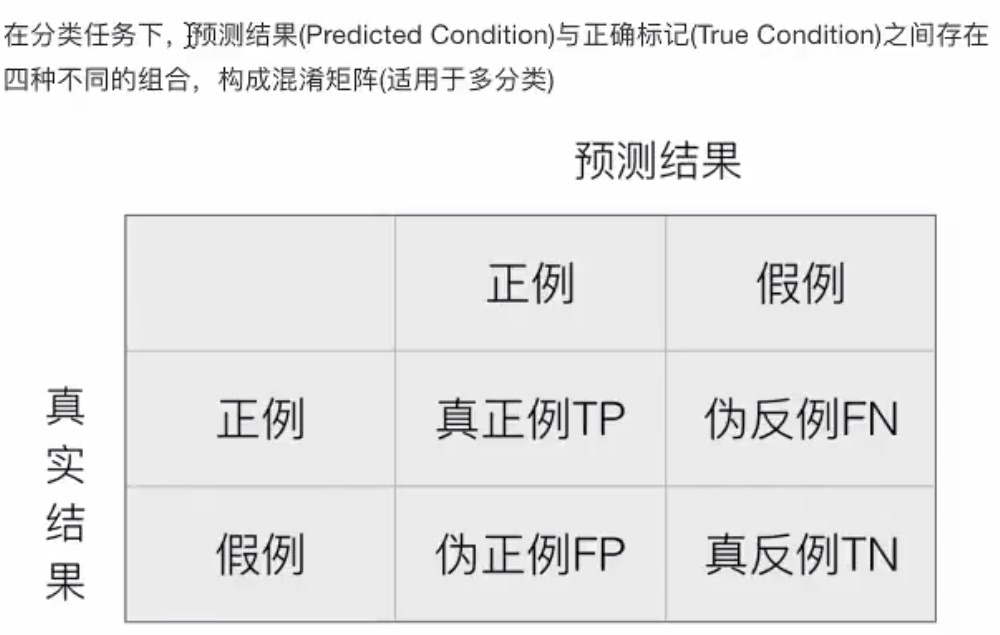 在分类任务下，预测结果(Predicted Condition)与正确标记(True Condition)之间存在
四种不同的组合，构成混淆矩阵(适用于多分类)
预测结果
正例 假例
真实结果
正例 真正例TP 伪反例FN
假例 伪正例FP 真反例TN